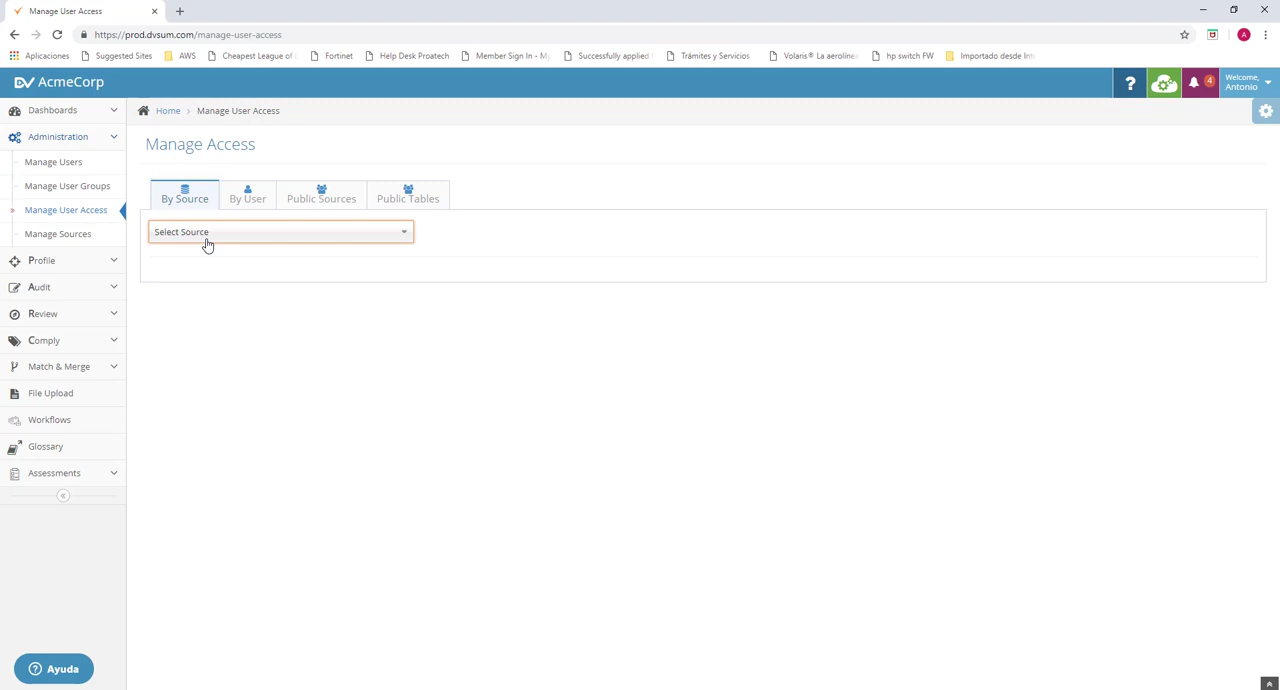 Manage User Access
https://prod.dvsum.com/manage-user-access
Aplicaciones
Suggested Sites
AWS
Cheapest League of L
Fortinet
Help Desk Proatech
Member Sign In - My
Successfully applied
Trámites y Servicios
Volaris® La aerolínea
hp switch FW
Importado desde Int
A
DV AcmeCorp
?
4
Welcome,
Antonio
Dashboards
Administration
Manage Users
Manage User Groups
Manage User Access
Manage Sources
Profile
Audit
Review
Comply
Match & Merge
File Upload
Workflows
Glossary
Assessments
Home > Manage User Access
Manage Access
By Source
By User
Public Sources
Public Tables
Select Source
? Ayuda